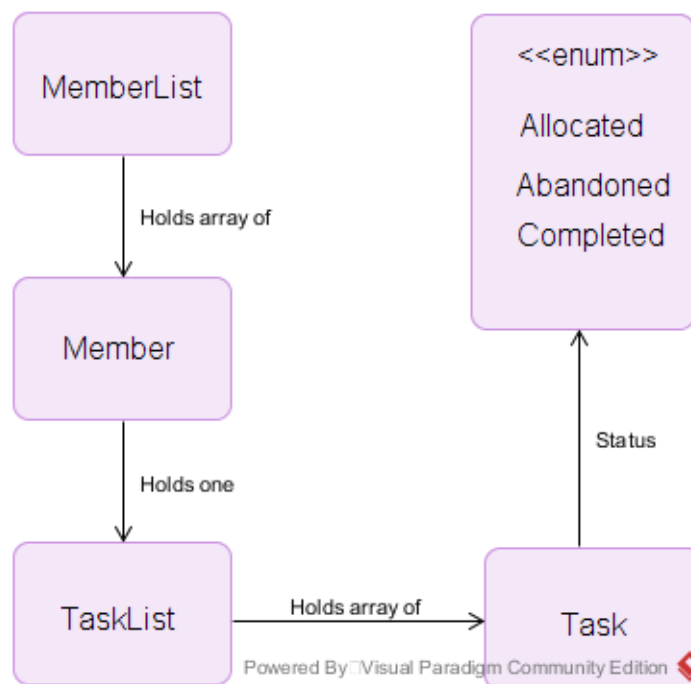 MemberList
Holds array of
Member
Holds one
TaskList
Holds array of
Task
Status
<<enum>>
Allocated
Abandoned
Completed
Powered By Visual Paradigm Community Edition